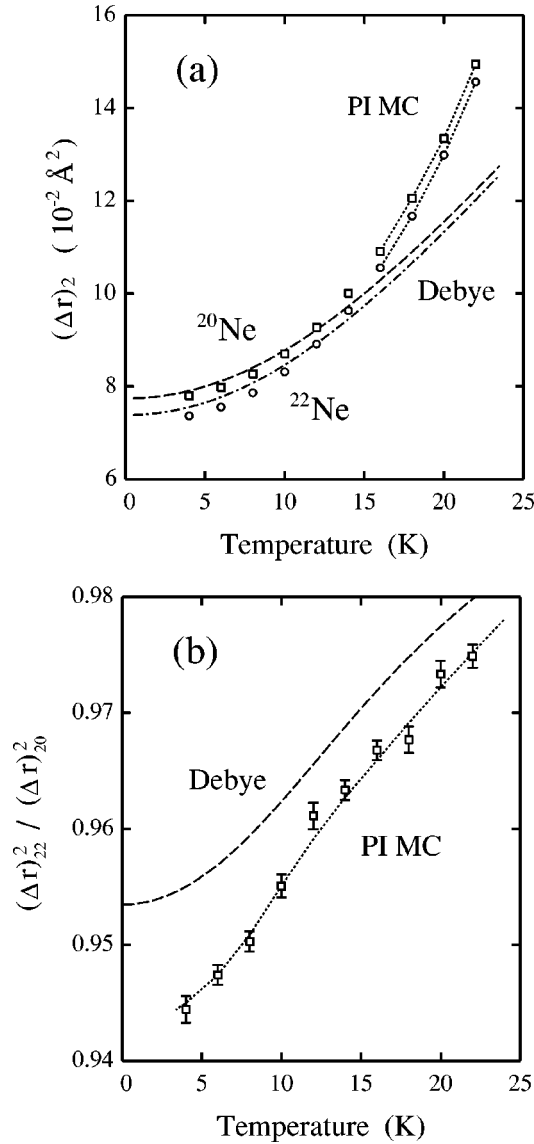 16
14
12
10
8
6
(Δr)₂ ( 10⁻² Å² )
(a)
PI MC
Debye
²⁰Ne
²²Ne
0 5 10 15 20 25
Temperature (K)
0.98
0.97
0.96
0.95
0.94
(Δr)²₂₂ / (Δr)²₂₀
(b)
Debye
PI MC
0 5 10 15 20 25
Temperature (K)